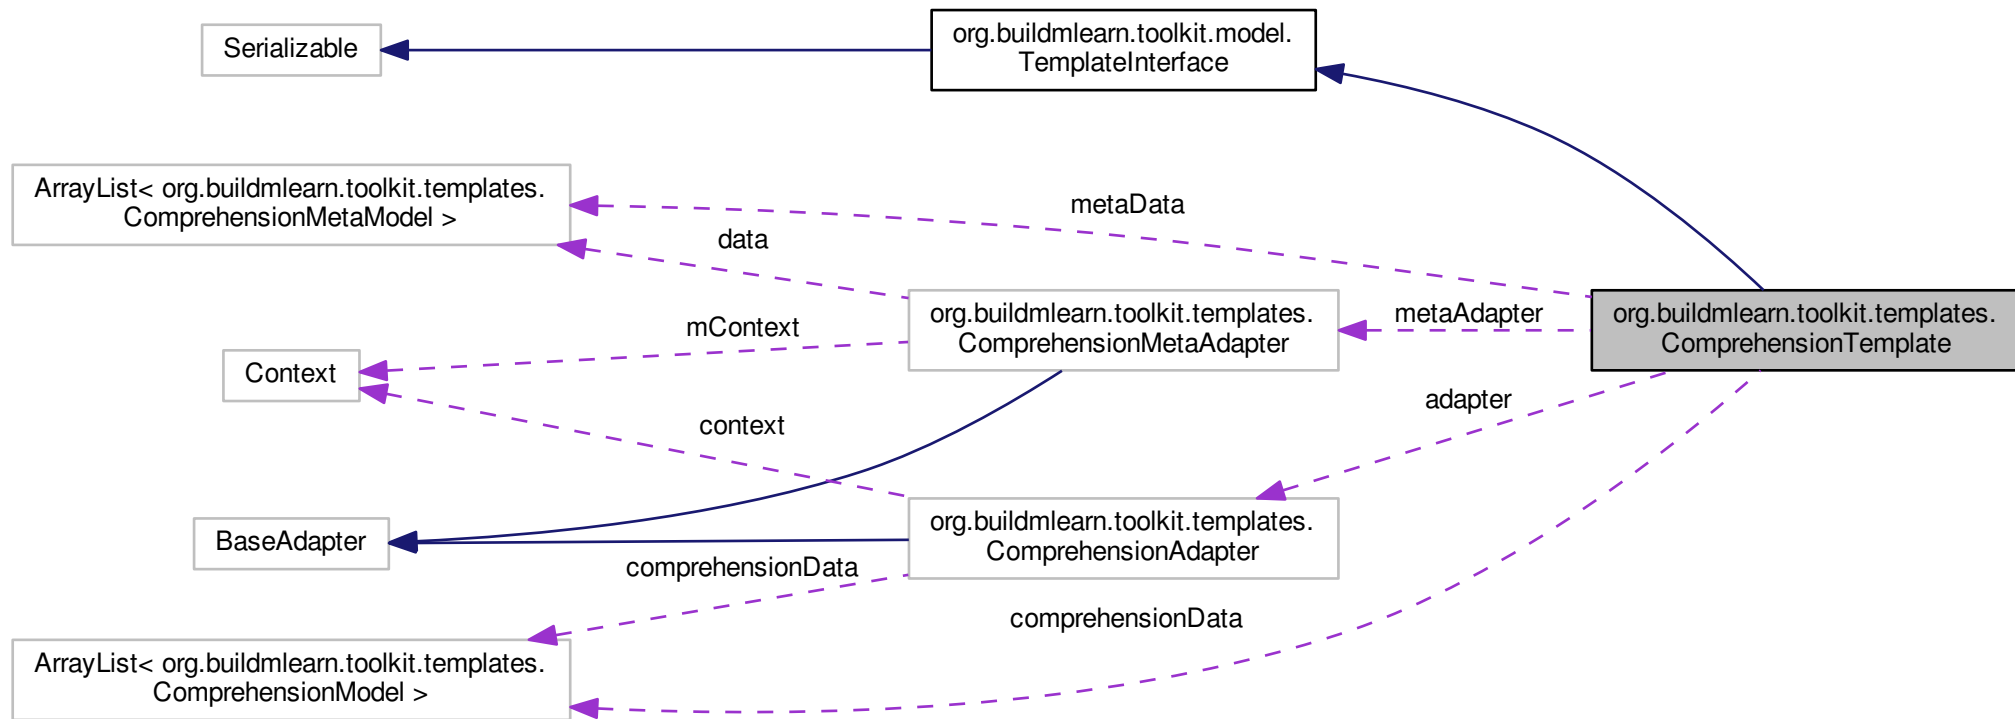 Serializable
org.buildmlearn.toolkit.model.
TemplateInterface
ArrayList< org.buildmlearn.toolkit.templates.
ComprehensionMetaModel >
metaData
data
org.buildmlearn.toolkit.templates.
ComprehensionMetaAdapter
metaAdapter
org.buildmlearn.toolkit.templates.
ComprehensionTemplate
mContext
Context
adapter
context
BaseAdapter
org.buildmlearn.toolkit.templates.
ComprehensionAdapter
comprehensionData
comprehensionData
ArrayList< org.buildmlearn.toolkit.templates.
ComprehensionModel >